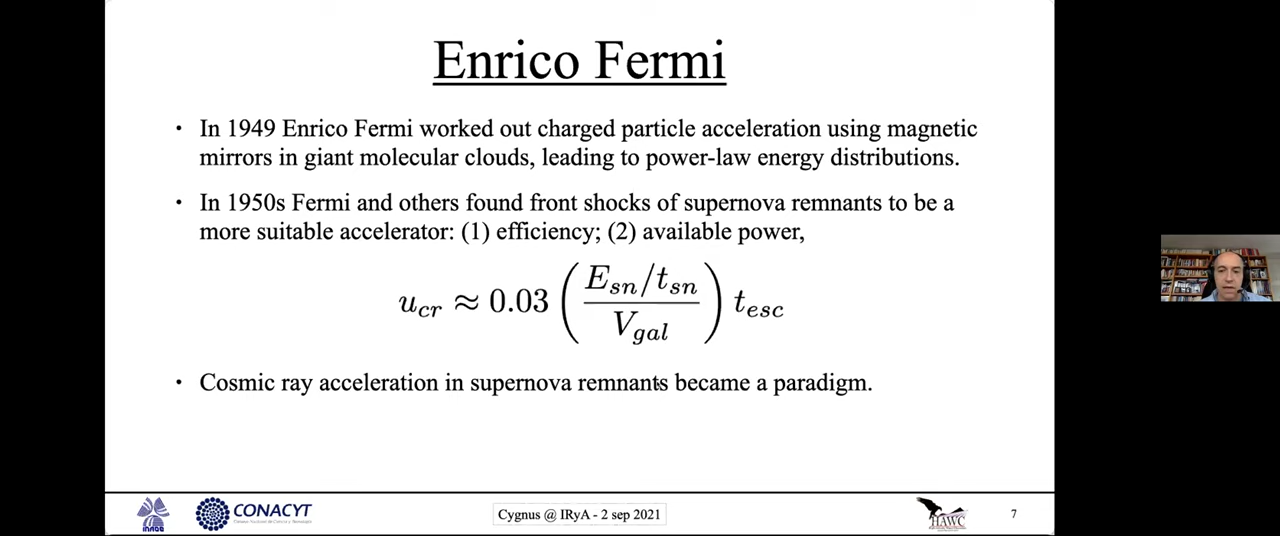 Enrico Fermi
• In 1949 Enrico Fermi worked out charged particle acceleration using magnetic
mirrors in giant molecular clouds, leading to power-law energy distributions.
• In 1950s Fermi and others found front shocks of supernova remnants to be a
more suitable accelerator: (1) efficiency; (2) available power,
u_cr ≈ 0.03 ( (E_sn/t_sn) / V_gal ) t_esc
• Cosmic ray acceleration in supernova remnants became a paradigm.
CONACYT
Cygnus @ IRyA - 2 sep 2021
HAWC
7